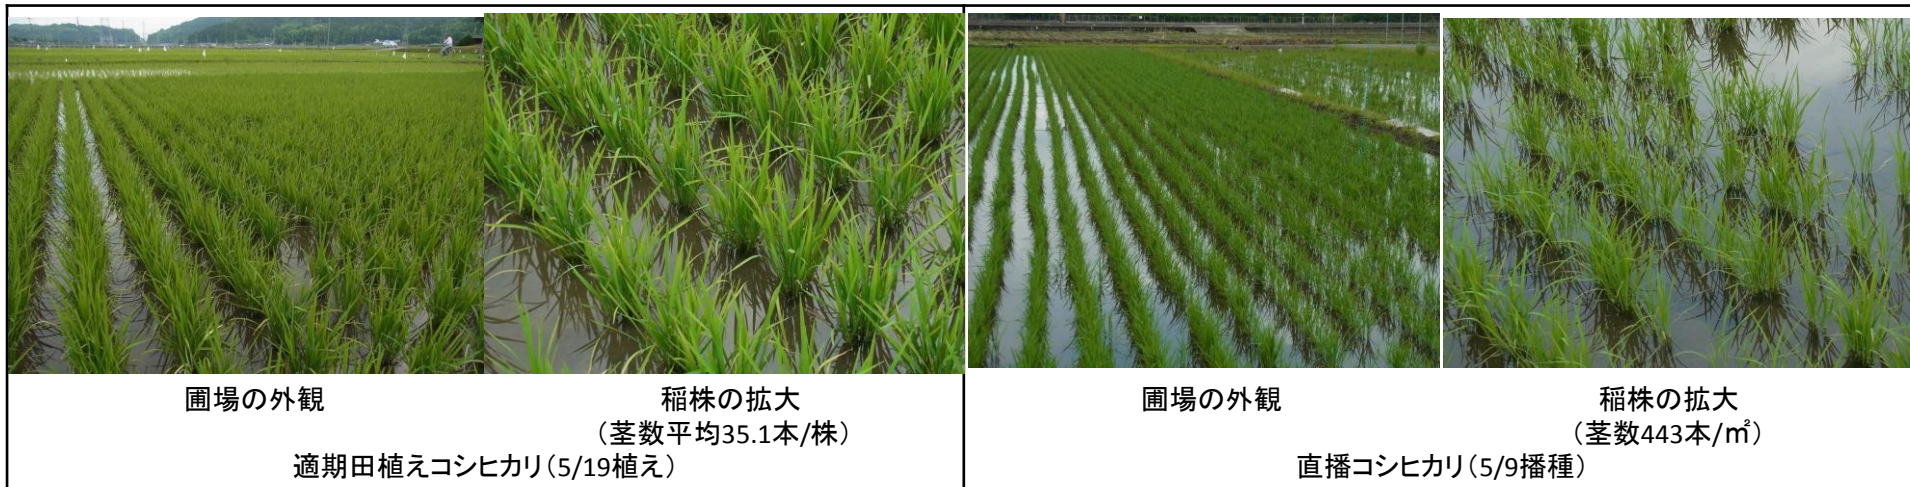 圃場の外観
稲株の拡大
（茎数平均35.1本/株）
適期田植えコシヒカリ（5/19植え）
圃場の外観
稲株の拡大
（茎数443本/㎡）
直播コシヒカリ（5/9播種）